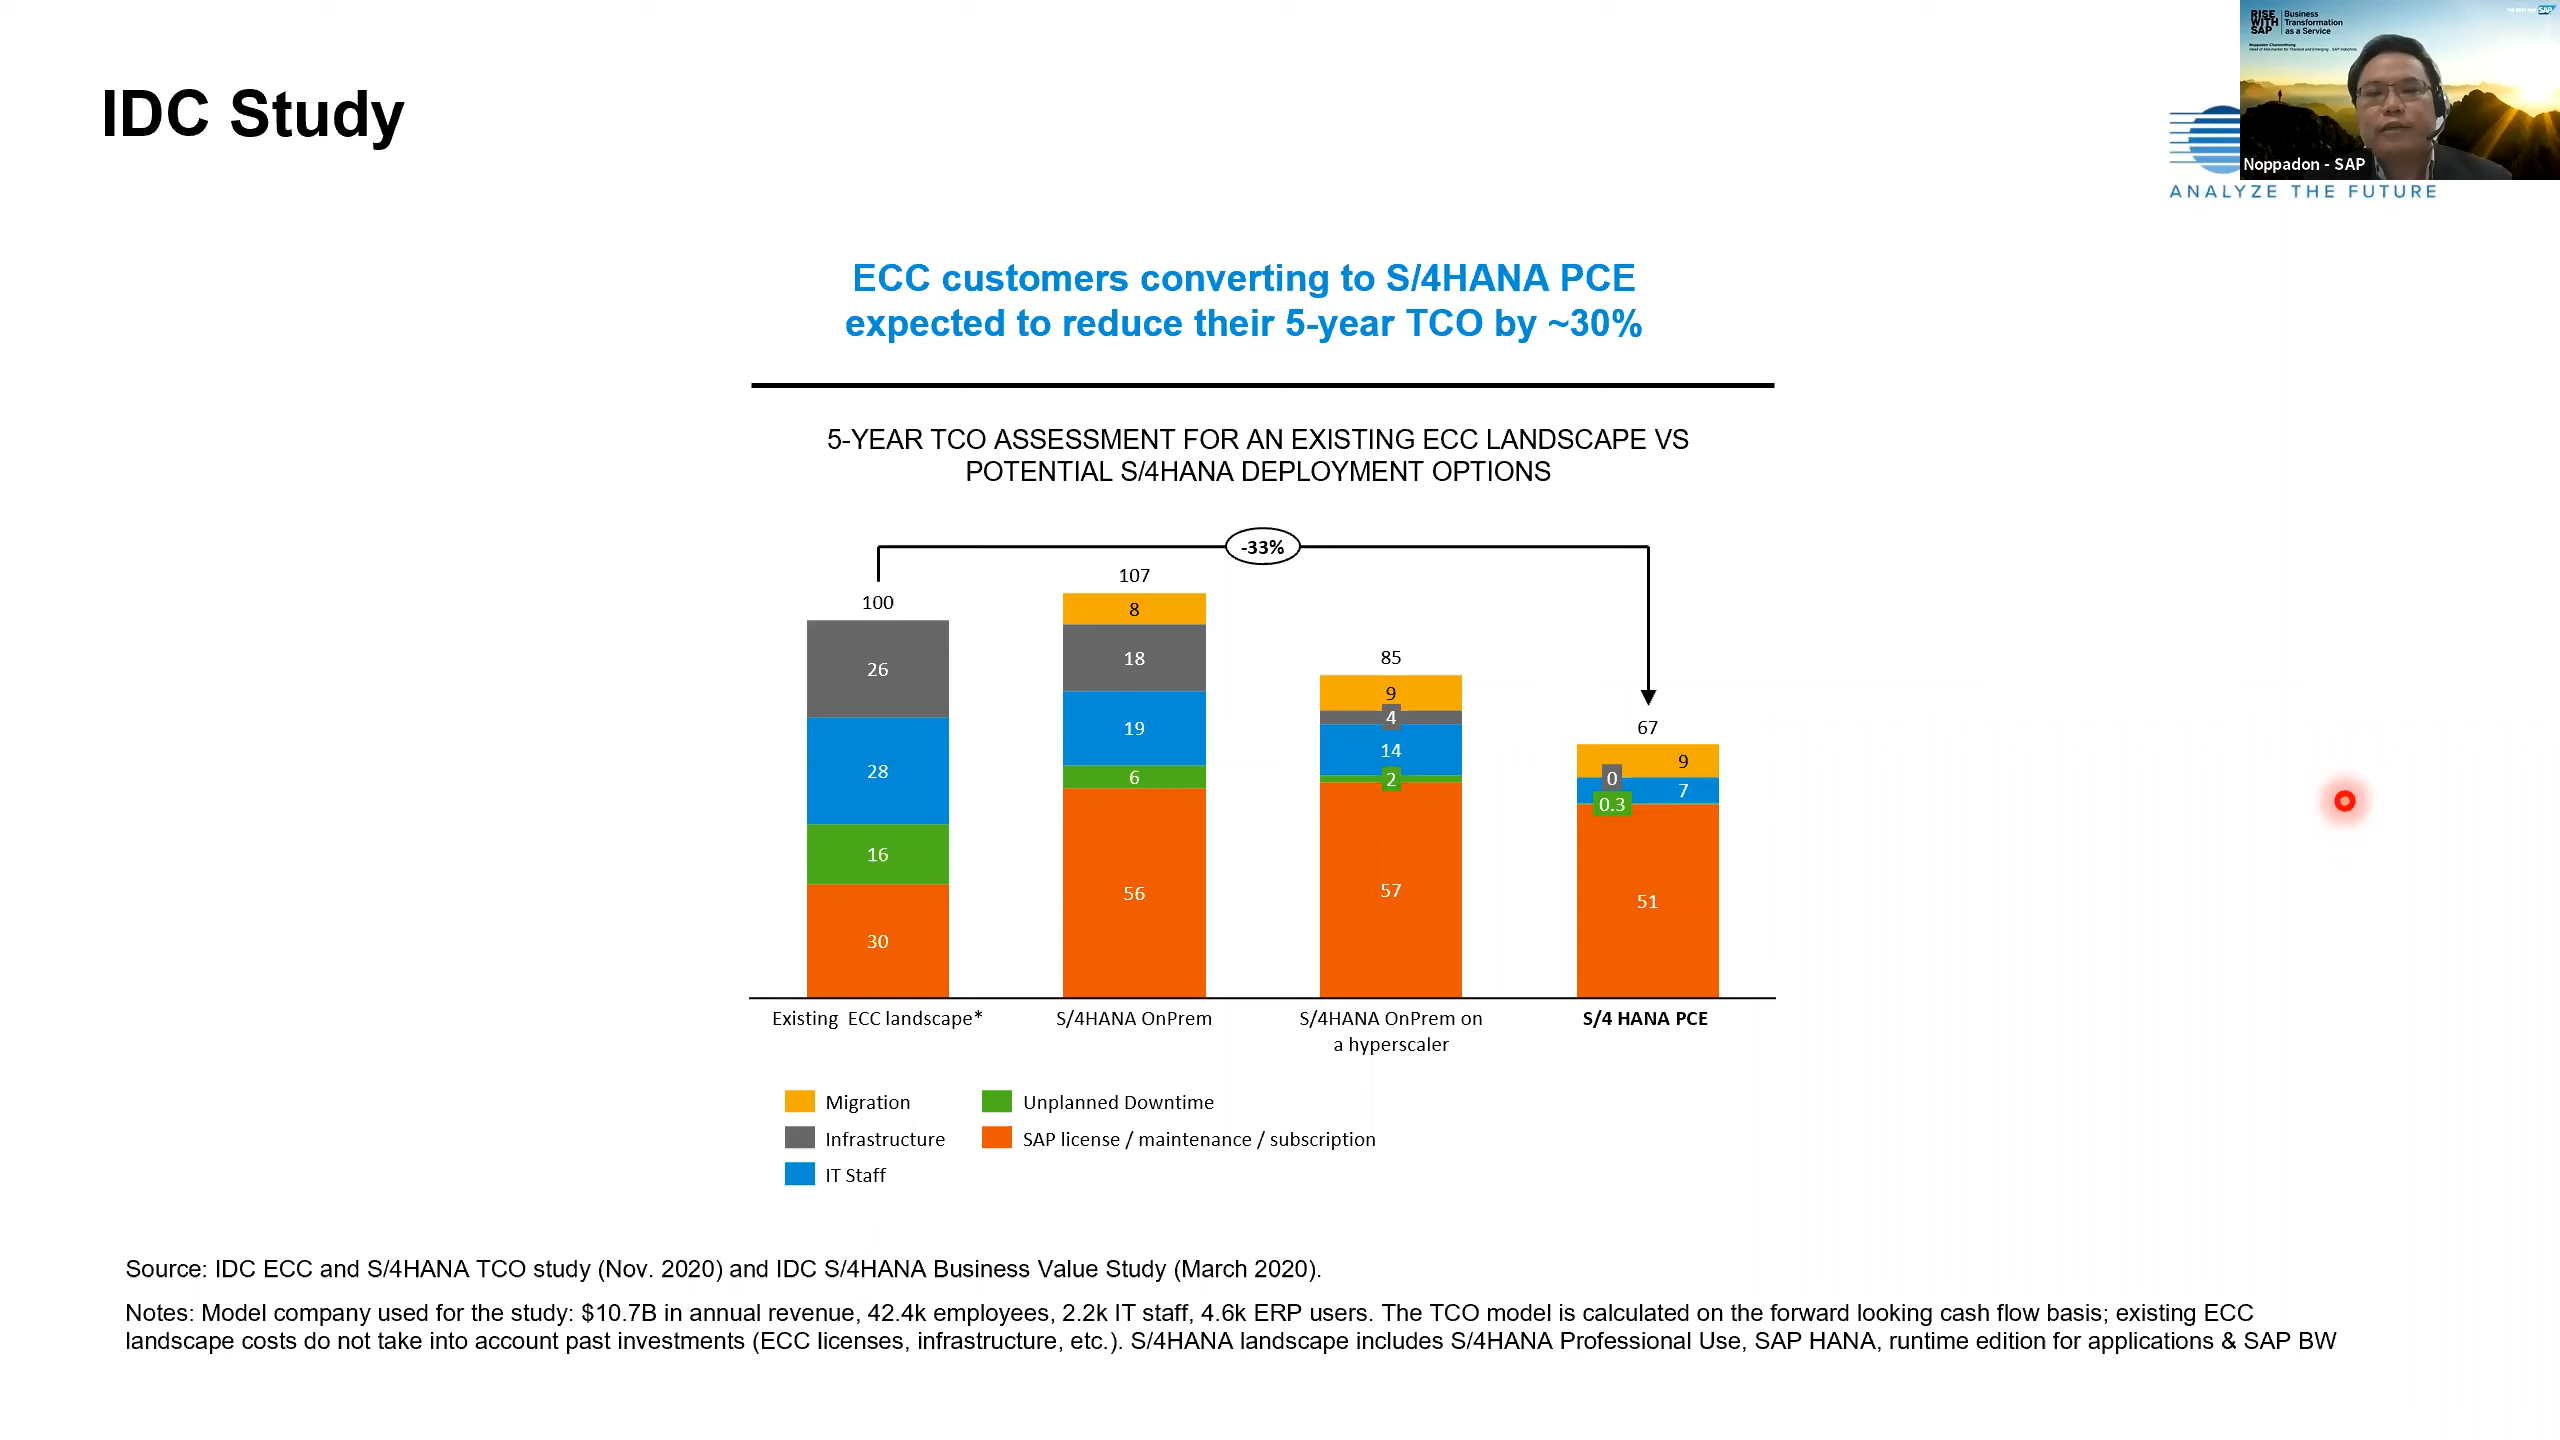 IDC Study
RISE
WITH
SAP
Business
Transformation
as a Service
SAP
Noppadon - SAP
ANALYZE THE FUTURE
ECC customers converting to S/4HANA PCE
expected to reduce their 5-year TCO by ~30%
5-YEAR TCO ASSESSMENT FOR AN EXISTING ECC LANDSCAPE VS
POTENTIAL S/4HANA DEPLOYMENT OPTIONS
-33%
100
26
28
16
30
107
8
18
19
6
56
85
9
4
14
2
57
67
9
0
7
0.3
51
Existing ECC landscape*
S/4HANA OnPrem
S/4HANA OnPrem on
a hyperscaler
S/4 HANA PCE
Migration
Infrastructure
IT Staff
Unplanned Downtime
SAP license / maintenance / subscription
Source: IDC ECC and S/4HANA TCO study (Nov. 2020) and IDC S/4HANA Business Value Study (March 2020).
Notes: Model company used for the study: $10.7B in annual revenue, 42.4k employees, 2.2k IT staff, 4.6k ERP users. The TCO model is calculated on the forward looking cash flow basis; existing ECC
landscape costs do not take into account past investments (ECC licenses, infrastructure, etc.). S/4HANA landscape includes S/4HANA Professional Use, SAP HANA, runtime edition for applications & SAP BW